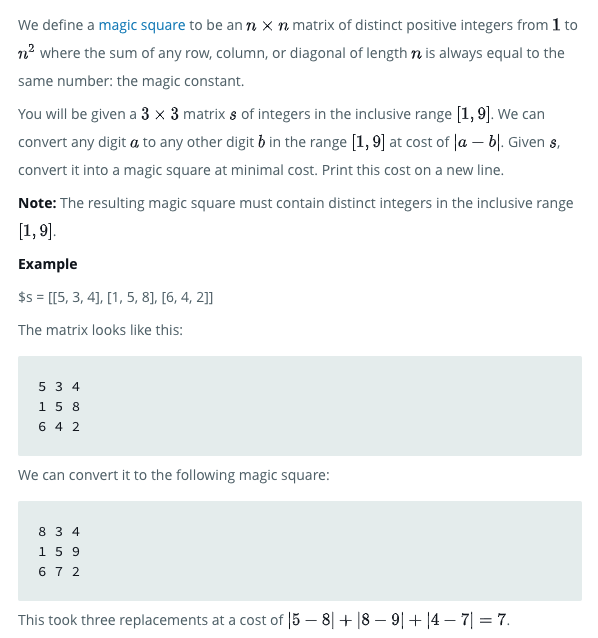 We define a magic square to be an n × n matrix of distinct positive integers from 1 to
n² where the sum of any row, column, or diagonal of length n is always equal to the
same number: the magic constant.
You will be given a 3 × 3 matrix s of integers in the inclusive range [1, 9]. We can
convert any digit a to any other digit b in the range [1, 9] at cost of |a − b|. Given s,
convert it into a magic square at minimal cost. Print this cost on a new line.
Note: The resulting magic square must contain distinct integers in the inclusive range
[1, 9].
Example
$s = [[5, 3, 4], [1, 5, 8], [6, 4, 2]]
The matrix looks like this:
5 3 4
1 5 8
6 4 2
We can convert it to the following magic square:
8 3 4
1 5 9
6 7 2
This took three replacements at a cost of |5 − 8| + |8 − 9| + |4 − 7| = 7.